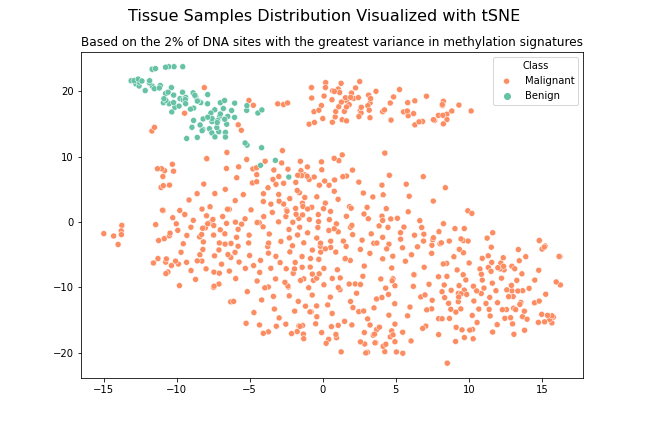 Tissue Samples Distribution Visualized with tSNE
Based on the 2% of DNA sites with the greatest variance in methylation signatures
Class
Malignant
Benign
20
10
0
−10
−20
−15
−10
−5
0
5
10
15